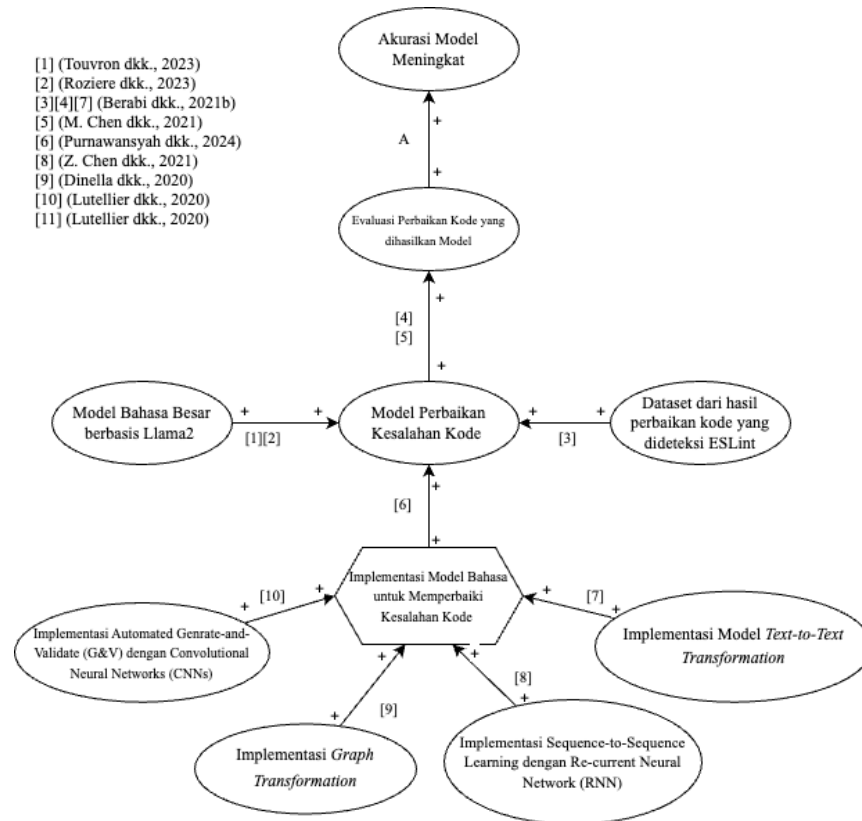 Akurasi Model
Meningkat
[1] (Touvron dkk., 2023)
[2] (Roziere dkk., 2023)
[3][4][7] (Berabi dkk., 2021b)
[5] (M. Chen dkk., 2021)
[6] (Purnawansyah dkk., 2024)
[8] (Z. Chen dkk., 2021)
[9] (Dinella dkk., 2020)
[10] (Lutellier dkk., 2020)
[11] (Lutellier dkk., 2020)
+
A
+
Evaluasi Perbaikan Kode yang
dihasilkan Model
+
[4]
[5]
+
Model Bahasa Besar
berbasis Llama2
+
+
[1][2]
Model Perbaikan
Kesalahan Kode
+
+
[3]
Dataset dari hasil
perbaikan kode yang
dideteksi ESLint
+
[6]
+
Implementasi Model Bahasa
untuk Memperbaiki
Kesalahan Kode
+
[10]
+
+
[7]
+
Implementasi Automated Genrate-and-
Validate (G&V) dengan Convolutional
Neural Networks (CNNs)
Implementasi Model Text-to-Text
Transformation
+
[9]
+
+
[8]
+
Implementasi Graph
Transformation
Implementasi Sequence-to-Sequence
Learning dengan Re-current Neural
Network (RNN)